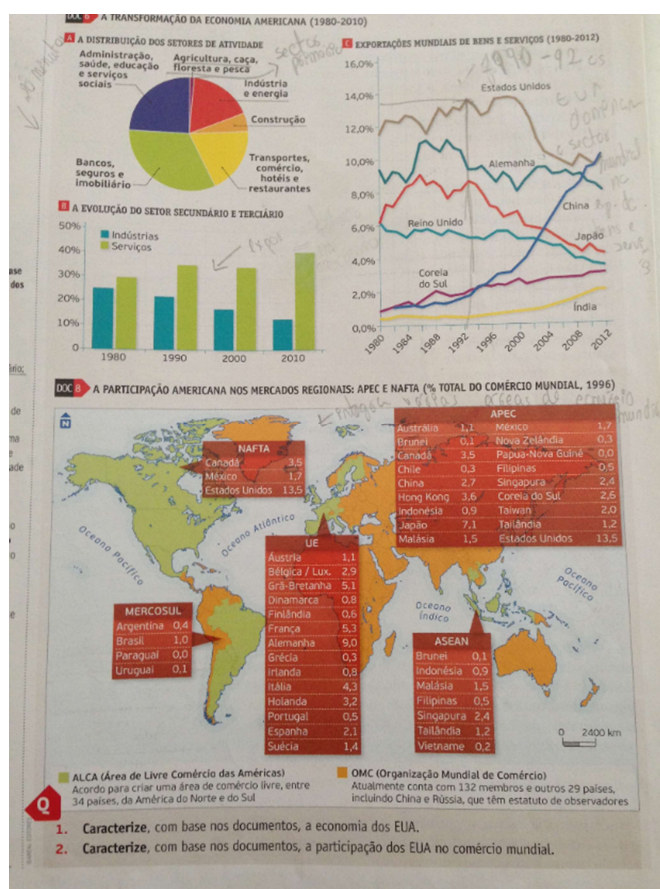 DOC 6 A TRANSFORMAÇÃO DA ECONOMIA AMERICANA (1980-2010)
A A DISTRIBUIÇÃO DOS SETORES DE ATIVIDADE
Administração,
saúde, educação
e serviços
sociais
Agricultura, caça,
floresta e pesca
Indústria
e energia
Construção
Transportes,
comércio,
hotéis e
restaurantes
Bancos,
seguros e
imobiliário
sector
B A EVOLUÇÃO DO SETOR SECUNDÁRIO E TERCIÁRIO
50%
40%
30%
20%
10%
0
Indústrias
Serviços
1980
1990
2000
2010
C EXPORTAÇÕES MUNDIAIS DE BENS E SERVIÇOS (1980-2012)
16,0%
14,0%
12,0%
10,0%
8,0%
6,0%
4,0%
2,0%
0,0%
1990-92 os
EUA
o sector
mundial
Estados Unidos
Alemanha
China
Reino Unido
Japão
Coreia
do Sul
Índia
1980
1984
1988
1992
1996
2000
2004
2008
2012
DOC 8 A PARTICIPAÇÃO AMERICANA NOS MERCADOS REGIONAIS: APEC E NAFTA (% TOTAL DO COMÉRCIO MUNDIAL, 1996)
várias áreas de comércio
mundial
N
NAFTA
Canadá 3,5
México 1,7
Estados Unidos 13,5
APEC
Austrália 1,1 México 1,7
Brunei 0,1 Nova Zelândia 0,3
Canadá 3,5 Papua-Nova Guiné 0,0
Chile 0,3 Filipinas 0,5
China 2,7 Singapura 2,4
Hong Kong 3,6 Coreia do Sul 2,6
Indonésia 0,9 Taiwan 2,0
Japão 7,1 Tailândia 1,2
Malásia 1,5 Estados Unidos 13,5
Oceano Pacífico
Oceano Atlântico
UE
Áustria 1,1
Bélgica / Lux. 2,9
Grã-Bretanha 5,1
Dinamarca 0,8
Finlândia 0,6
França 5,3
Alemanha 9,0
Grécia 0,3
Irlanda 0,8
Itália 4,3
Holanda 3,2
Portugal 0,5
Espanha 2,1
Suécia 1,4
Oceano
Pacífico
Oceano
Índico
MERCOSUL
Argentina 0,4
Brasil 1,0
Paraguai 0,0
Uruguai 0,1
ASEAN
Brunei 0,1
Indonésia 0,9
Malásia 1,5
Filipinas 0,5
Singapura 2,4
Tailândia 1,2
Vietname 0,2
0 2400 km
ALCA (Área de Livre Comércio das Américas)
Acordo para criar uma área de comércio livre, entre
34 países, da América do Norte e do Sul
OMC (Organização Mundial de Comércio)
Atualmente conta com 132 membros e outros 29 países,
incluindo China e Rússia, que têm estatuto de observadores
Q
1. Caracterize, com base nos documentos, a economia dos EUA.
2. Caracterize, com base nos documentos, a participação dos EUA no comércio mundial.